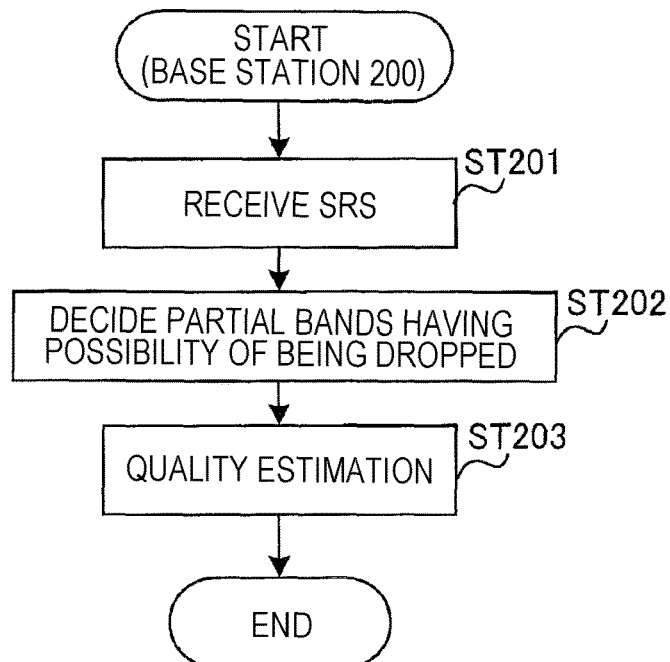 START
(BASE STATION 200)
ST201
RECEIVE SRS
ST202
DECIDE PARTIAL BANDS HAVING
POSSIBILITY OF BEING DROPPED
ST203
QUALITY ESTIMATION
END